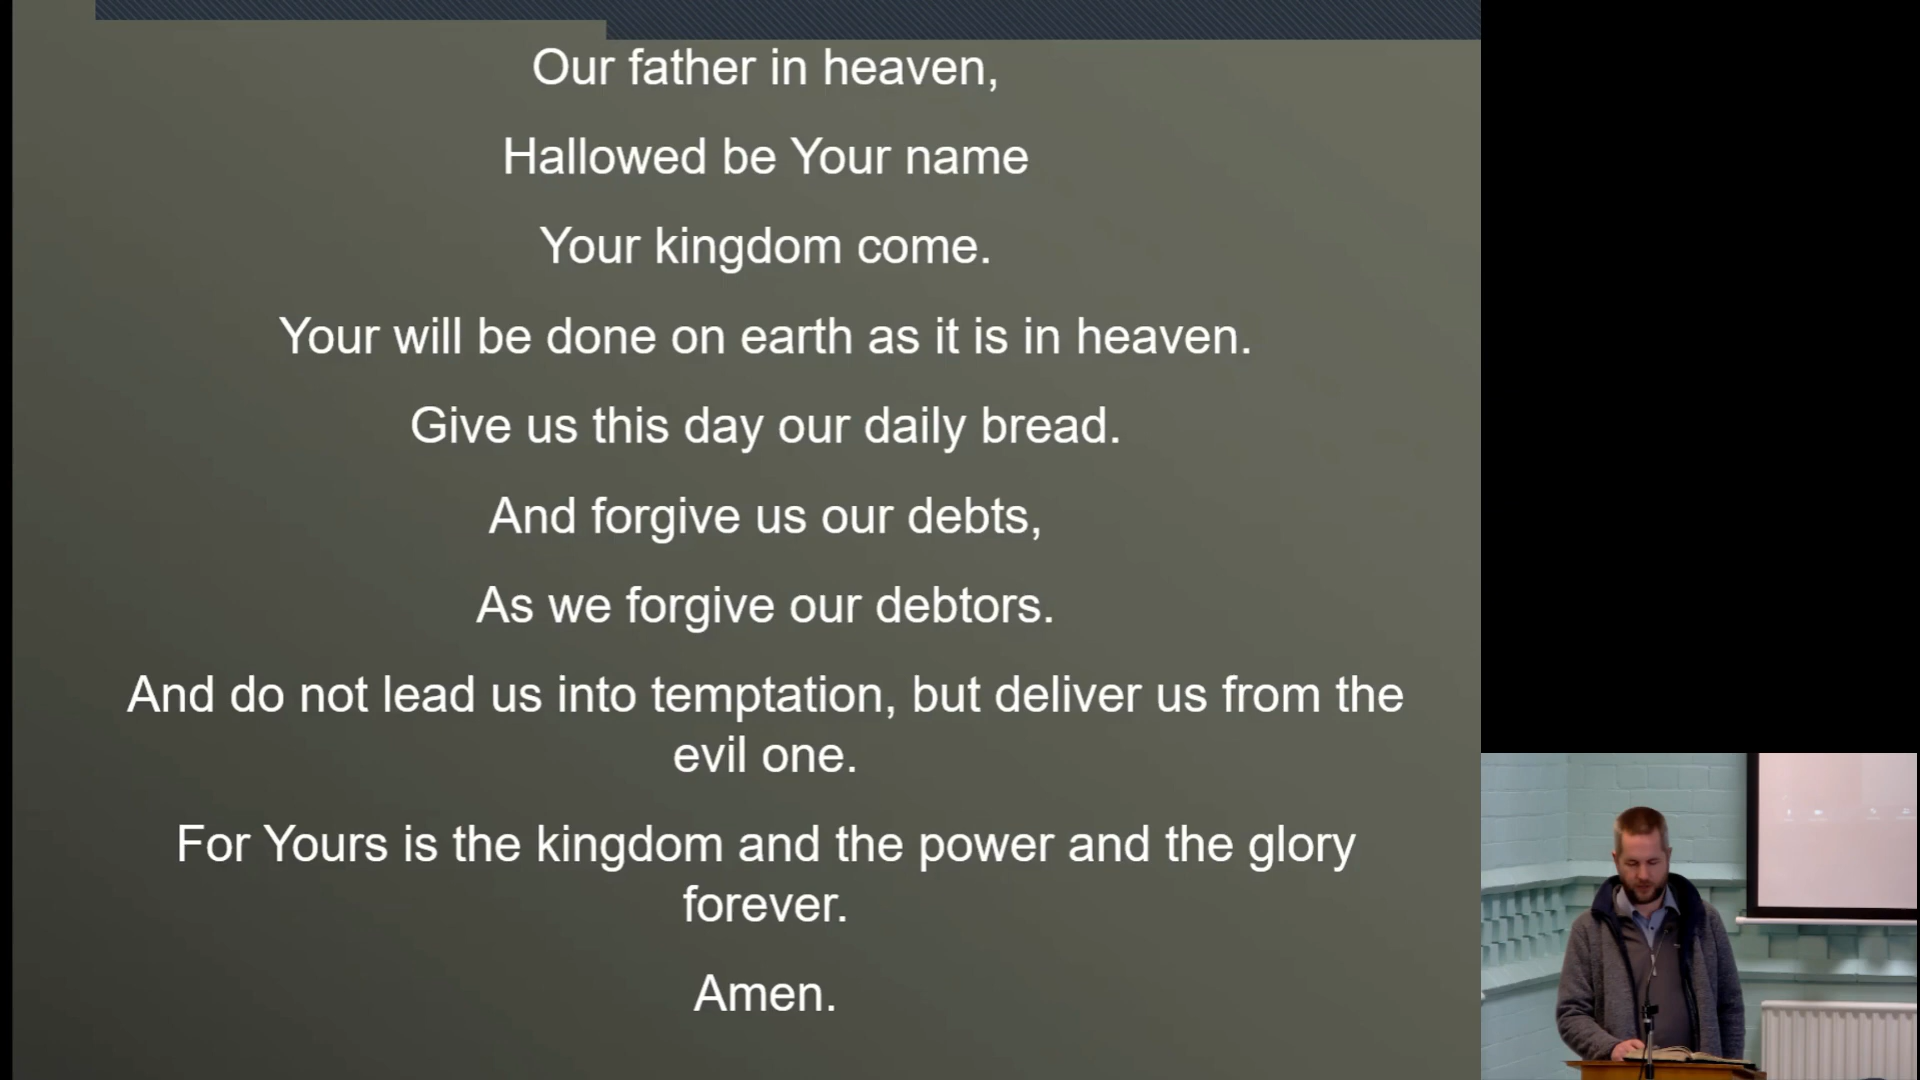 Our father in heaven,
Hallowed be Your name
Your kingdom come.
Your will be done on earth as it is in heaven.
Give us this day our daily bread.
And forgive us our debts,
As we forgive our debtors.
And do not lead us into temptation, but deliver us from the
evil one.
For Yours is the kingdom and the power and the glory
forever.
Amen.